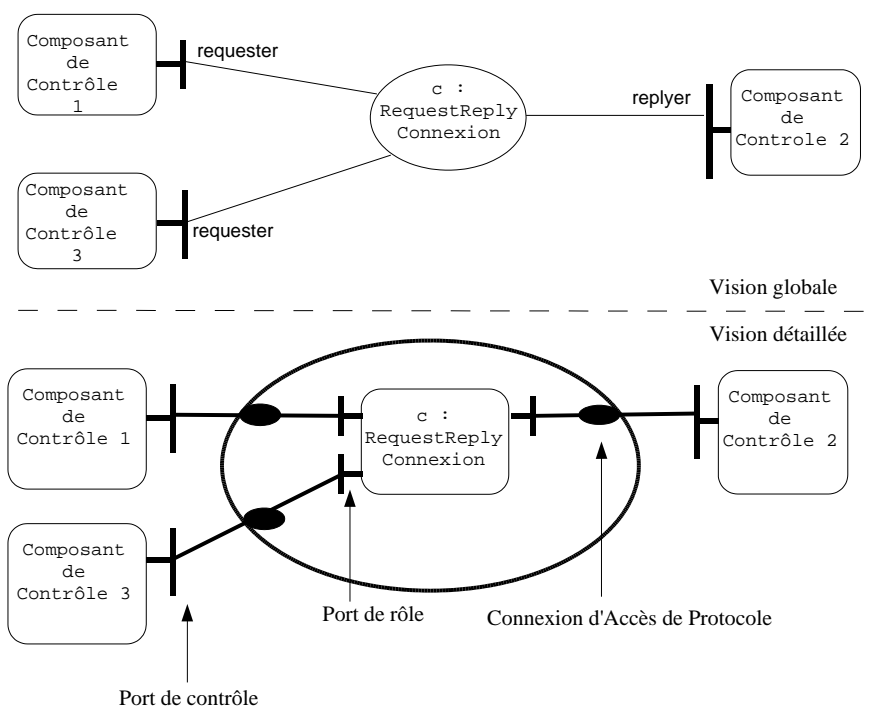 Composant
de
Contrôle
1
requester
c :
RequestReply
Connexion
replyer
Composant
de
Controle 2
Composant
de
Contrôle
3
requester
Vision globale
Vision détaillée
Composant
de
Contrôle 1
c :
RequestReply
Connexion
Composant
de
Contrôle 2
Composant
de
Contrôle 3
Port de rôle
Connexion d'Accès de Protocole
Port de contrôle